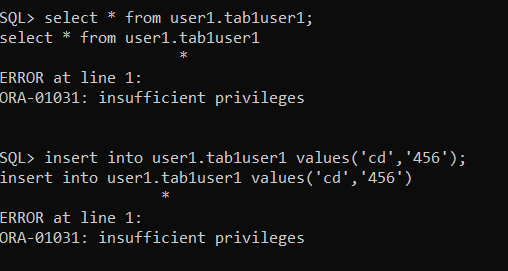 SQL> select * from user1.tab1user1;
select * from user1.tab1user1
                    *
ERROR at line 1:
ORA-01031: insufficient privileges
SQL> insert into user1.tab1user1 values('cd','456');
insert into user1.tab1user1 values('cd','456')
                  *
ERROR at line 1:
ORA-01031: insufficient privileges